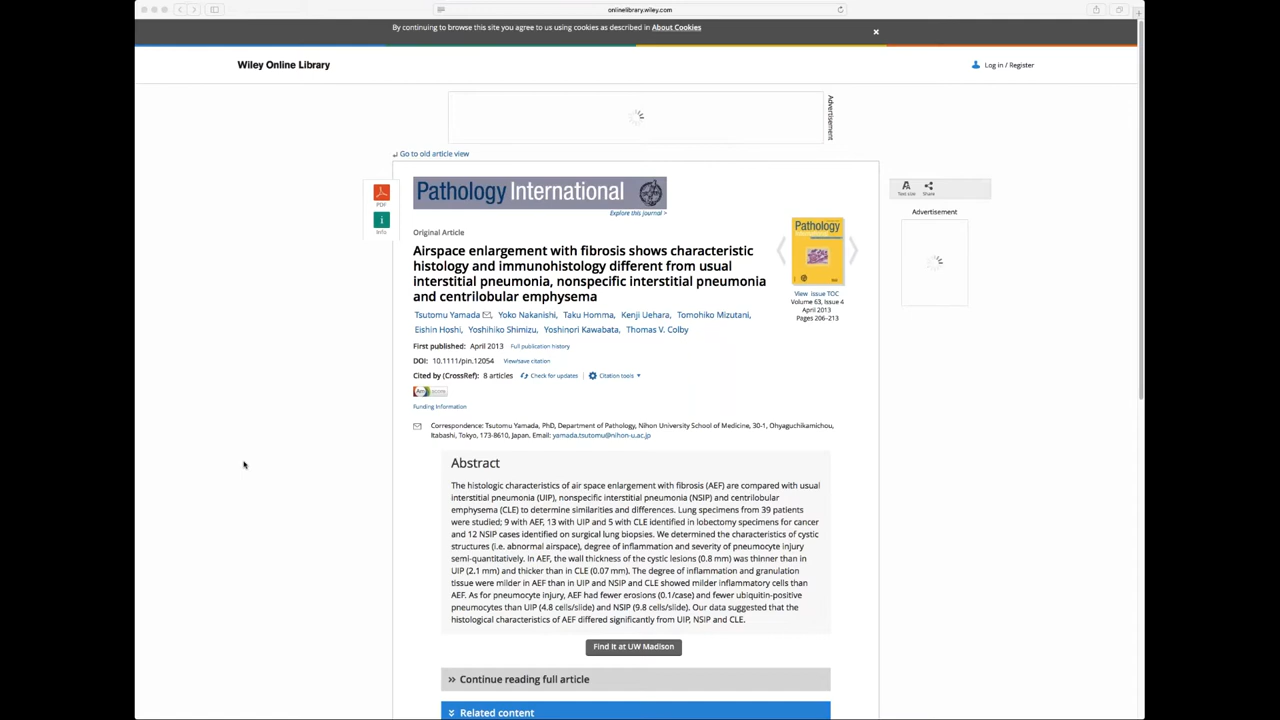 onlinelibrary.wiley.com
By continuing to browse this site you agree to us using cookies as described in About Cookies
Wiley Online Library
Log in / Register
Advertisement
Go to old article view
Pathology International
Explore this journal >
PDF
Info
Text size
Share
Advertisement
Original Article
Airspace enlargement with fibrosis shows characteristic
histology and immunohistology different from usual
interstitial pneumonia, nonspecific interstitial pneumonia
and centrilobular emphysema
Pathology
View issue TOC
Volume 63, Issue 4
April 2013
Pages 206–213
Tsutomu Yamada, Yoko Nakanishi, Taku Homma, Kenji Uehara, Tomohiko Mizutani,
Eishin Hoshi, Yoshihiko Shimizu, Yoshinori Kawabata, Thomas V. Colby
First published: April 2013 Full publication history
DOI: 10.1111/pin.12054 View/save citation
Cited by (CrossRef): 8 articles Check for updates Citation tools
Am score
Funding Information
Correspondence: Tsutomu Yamada, PhD, Department of Pathology, Nihon University School of Medicine, 30-1, Ohyaguchikamichou,
Itabashi, Tokyo, 173-8610, Japan. Email: yamada.tsutomu@nihon-u.ac.jp
Abstract
The histologic characteristics of air space enlargement with fibrosis (AEF) are compared with usual
interstitial pneumonia (UIP), nonspecific interstitial pneumonia (NSIP) and centrilobular
emphysema (CLE) to determine similarities and differences. Lung specimens from 39 patients
were studied; 9 with AEF, 13 with UIP and 5 with CLE identified in lobectomy specimens for cancer
and 12 NSIP cases identified on surgical lung biopsies. We determined the characteristics of cystic
structures (i.e. abnormal airspace), degree of inflammation and severity of pneumocyte injury
semi-quantitatively. In AEF, the wall thickness of the cystic lesions (0.8 mm) was thinner than in
UIP (2.1 mm) and thicker than in CLE (0.07 mm). The degree of inflammation and granulation
tissue were milder in AEF than in UIP and NSIP and CLE showed milder inflammatory cells than
AEF. As for pneumocyte injury, AEF had fewer erosions (0.1/case) and fewer ubiquitin-positive
pneumocytes than UIP (4.8 cells/slide) and NSIP (9.8 cells/slide). Our data suggested that the
histological characteristics of AEF differed significantly from UIP, NSIP and CLE.
Find It at UW Madison
Continue reading full article
Related content